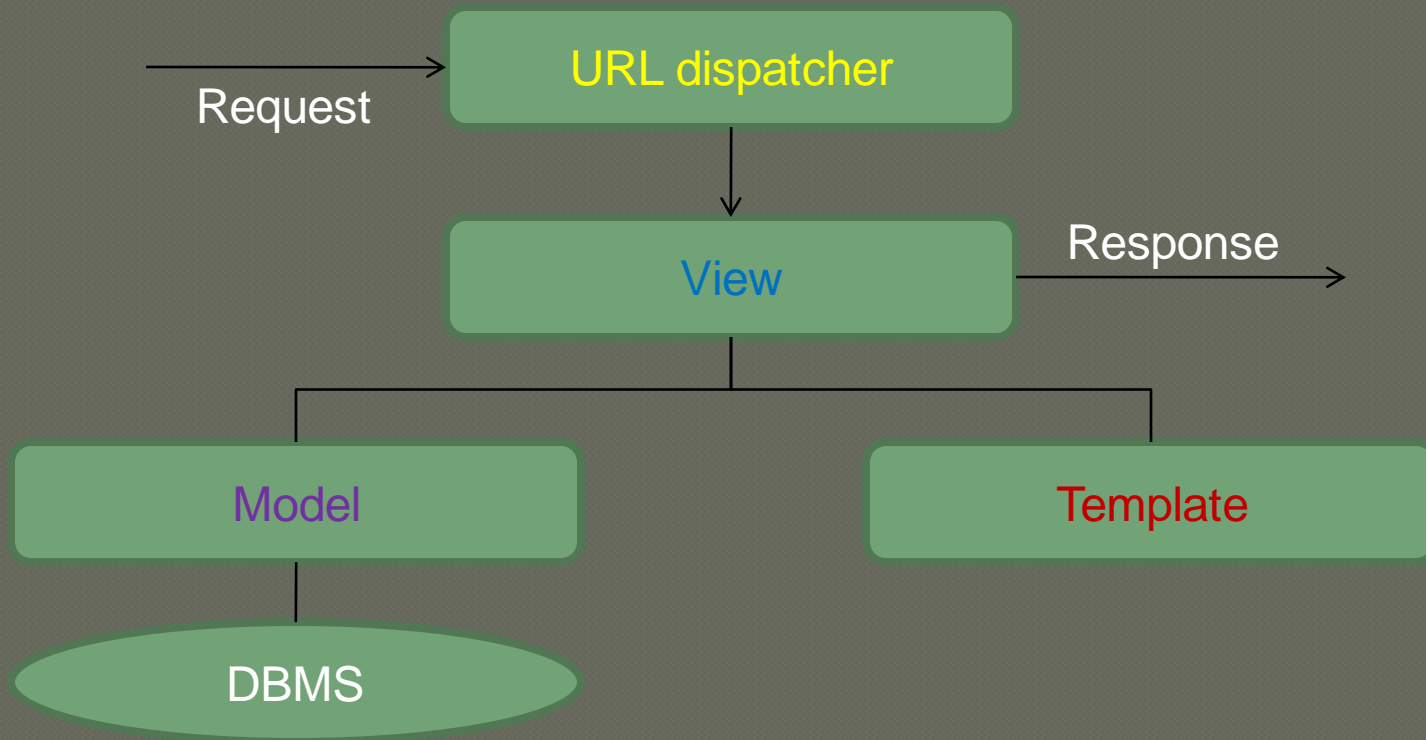 URL dispatcher
Request
Response
View
Model
Template
DBMS